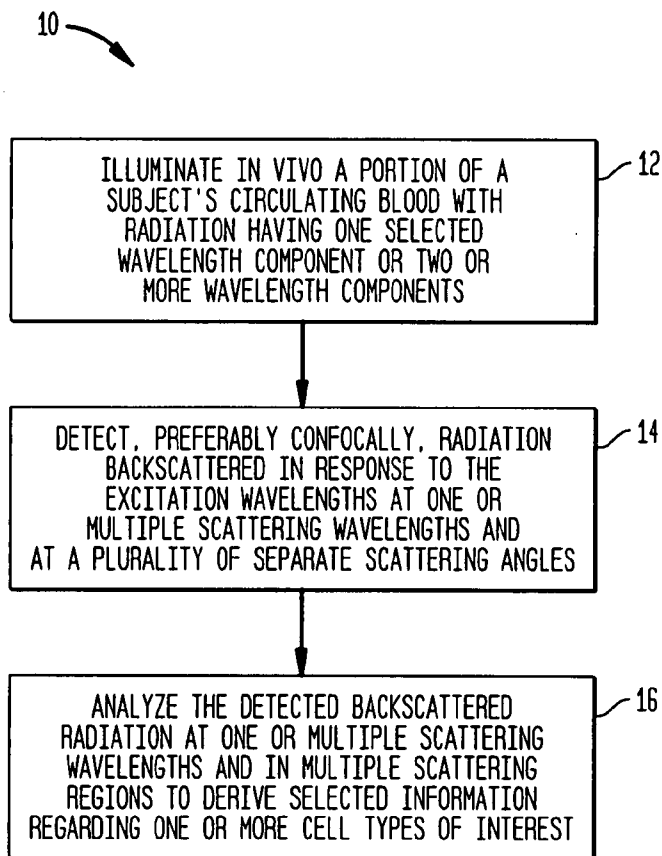 10
12
ILLUMINATE IN VIVO A PORTION OF A
SUBJECT'S CIRCULATING BLOOD WITH
RADIATION HAVING ONE SELECTED
WAVELENGTH COMPONENT OR TWO OR
MORE WAVELENGTH COMPONENTS
14
DETECT, PREFERABLY CONFOCALLY, RADIATION
BACKSCATTERED IN RESPONSE TO THE
EXCITATION WAVELENGTHS AT ONE OR
MULTIPLE SCATTERING WAVELENGTHS AND
AT A PLURALITY OF SEPARATE SCATTERING ANGLES
16
ANALYZE THE DETECTED BACKSCATTERED
RADIATION AT ONE OR MULTIPLE SCATTERING
WAVELENGTHS AND IN MULTIPLE SCATTERING
REGIONS TO DERIVE SELECTED INFORMATION
REGARDING ONE OR MORE CELL TYPES OF INTEREST